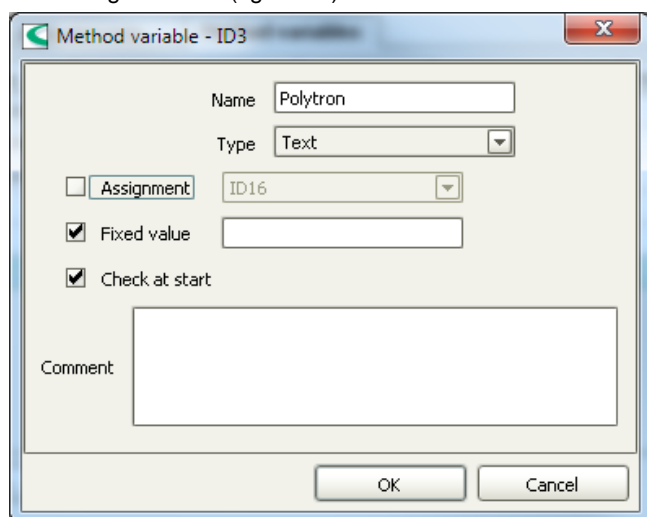 Method variable - ID3
Name Polytron
Type Text
Assignment ID16
Fixed value
Check at start
Comment
OK Cancel